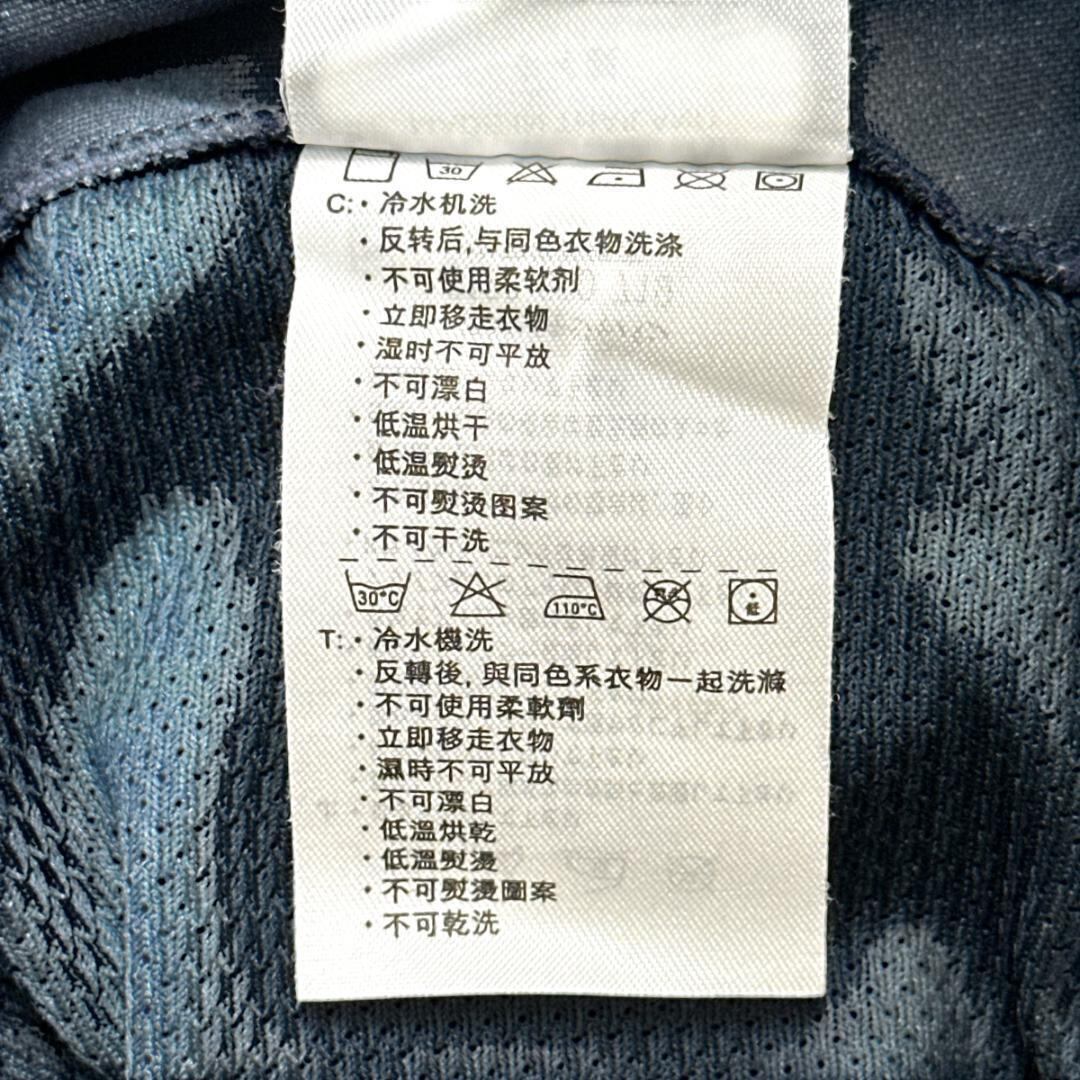 30
C:・冷水机洗
・反转后,与同色衣物洗涤
・不可使用柔软剂
・立即移走衣物
・湿时不可平放
・不可漂白
・低温烘干
・低温熨烫
・不可熨烫图案
・不可干洗
30°C 110°C 低
T:・冷水機洗
・反轉後, 與同色系衣物一起洗滌
・不可使用柔軟劑
・立即移走衣物
・濕時不可平放
・不可漂白
・低溫烘乾
・低溫熨燙
・不可熨燙圖案
・不可乾洗